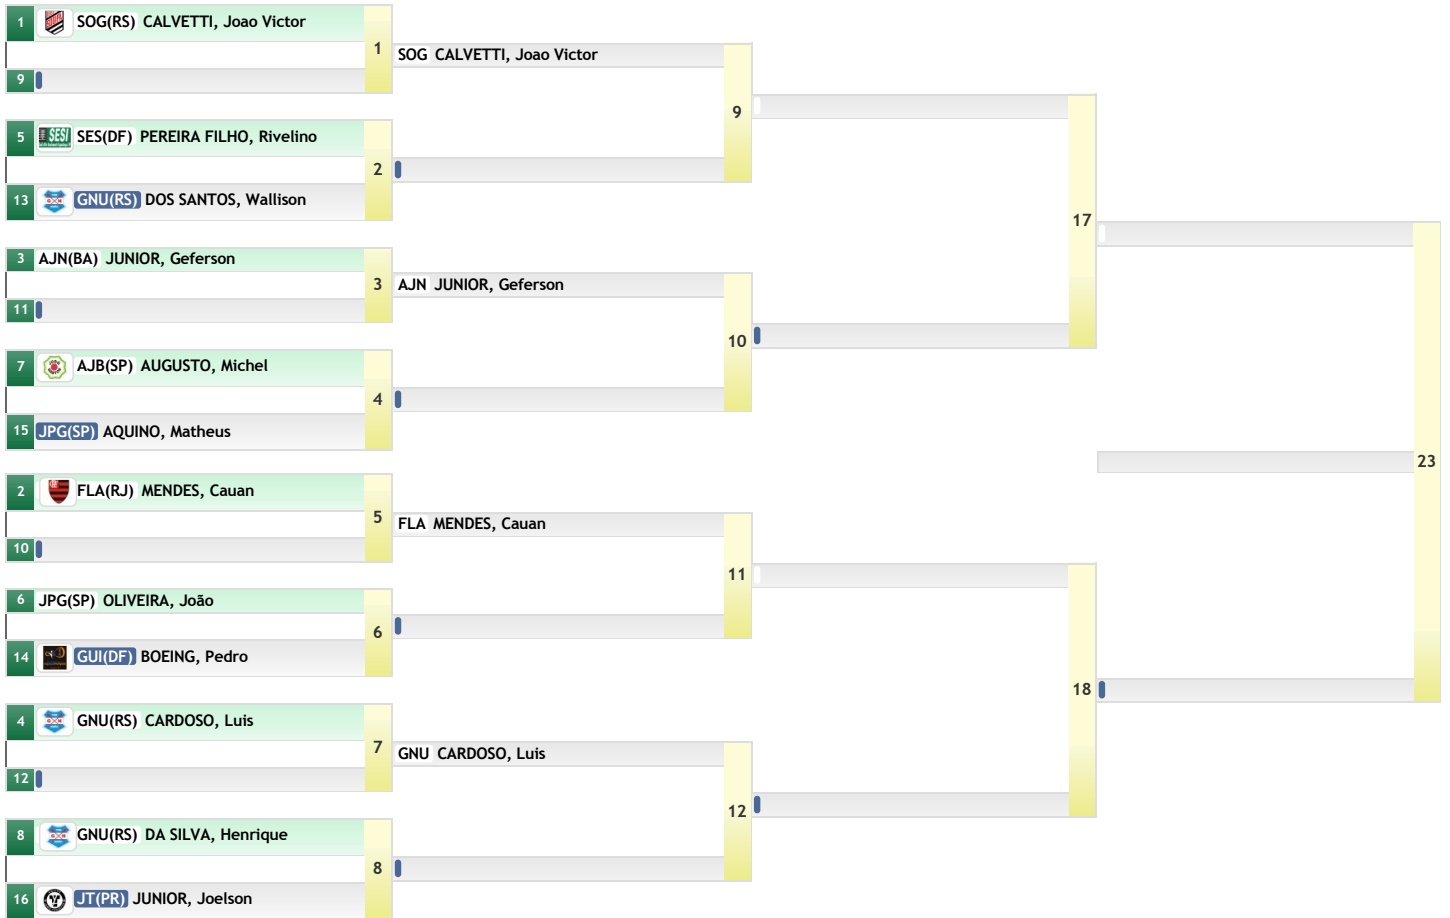 1 SOG(RS) CALVETTI, Joao Victor
1
SOG CALVETTI, Joao Victor
9
9
5 SESI SES(DF) PEREIRA FILHO, Rivelino
2
13 GNU(RS) DOS SANTOS, Wallison
17
3 AJN(BA) JUNIOR, Geferson
3
AJN JUNIOR, Geferson
11
10
7 AJB(SP) AUGUSTO, Michel
4
15 JPG(SP) AQUINO, Matheus
23
2 FLA(RJ) MENDES, Cauan
5
FLA MENDES, Cauan
10
11
6 JPG(SP) OLIVEIRA, João
6
14 GUI(DF) BOEING, Pedro
18
4 GNU(RS) CARDOSO, Luis
7
GNU CARDOSO, Luis
12
12
8 GNU(RS) DA SILVA, Henrique
8
16 JT(PR) JUNIOR, Joelson